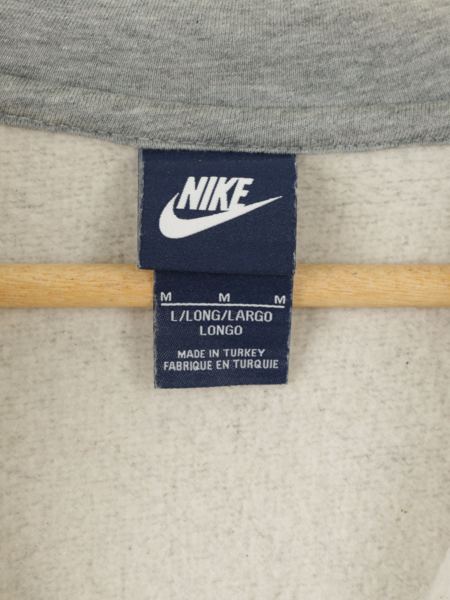 NIKE
M M M
L/LONG/LARGO
LONGO
MADE IN TURKEY
FABRIQUE EN TURQUIE